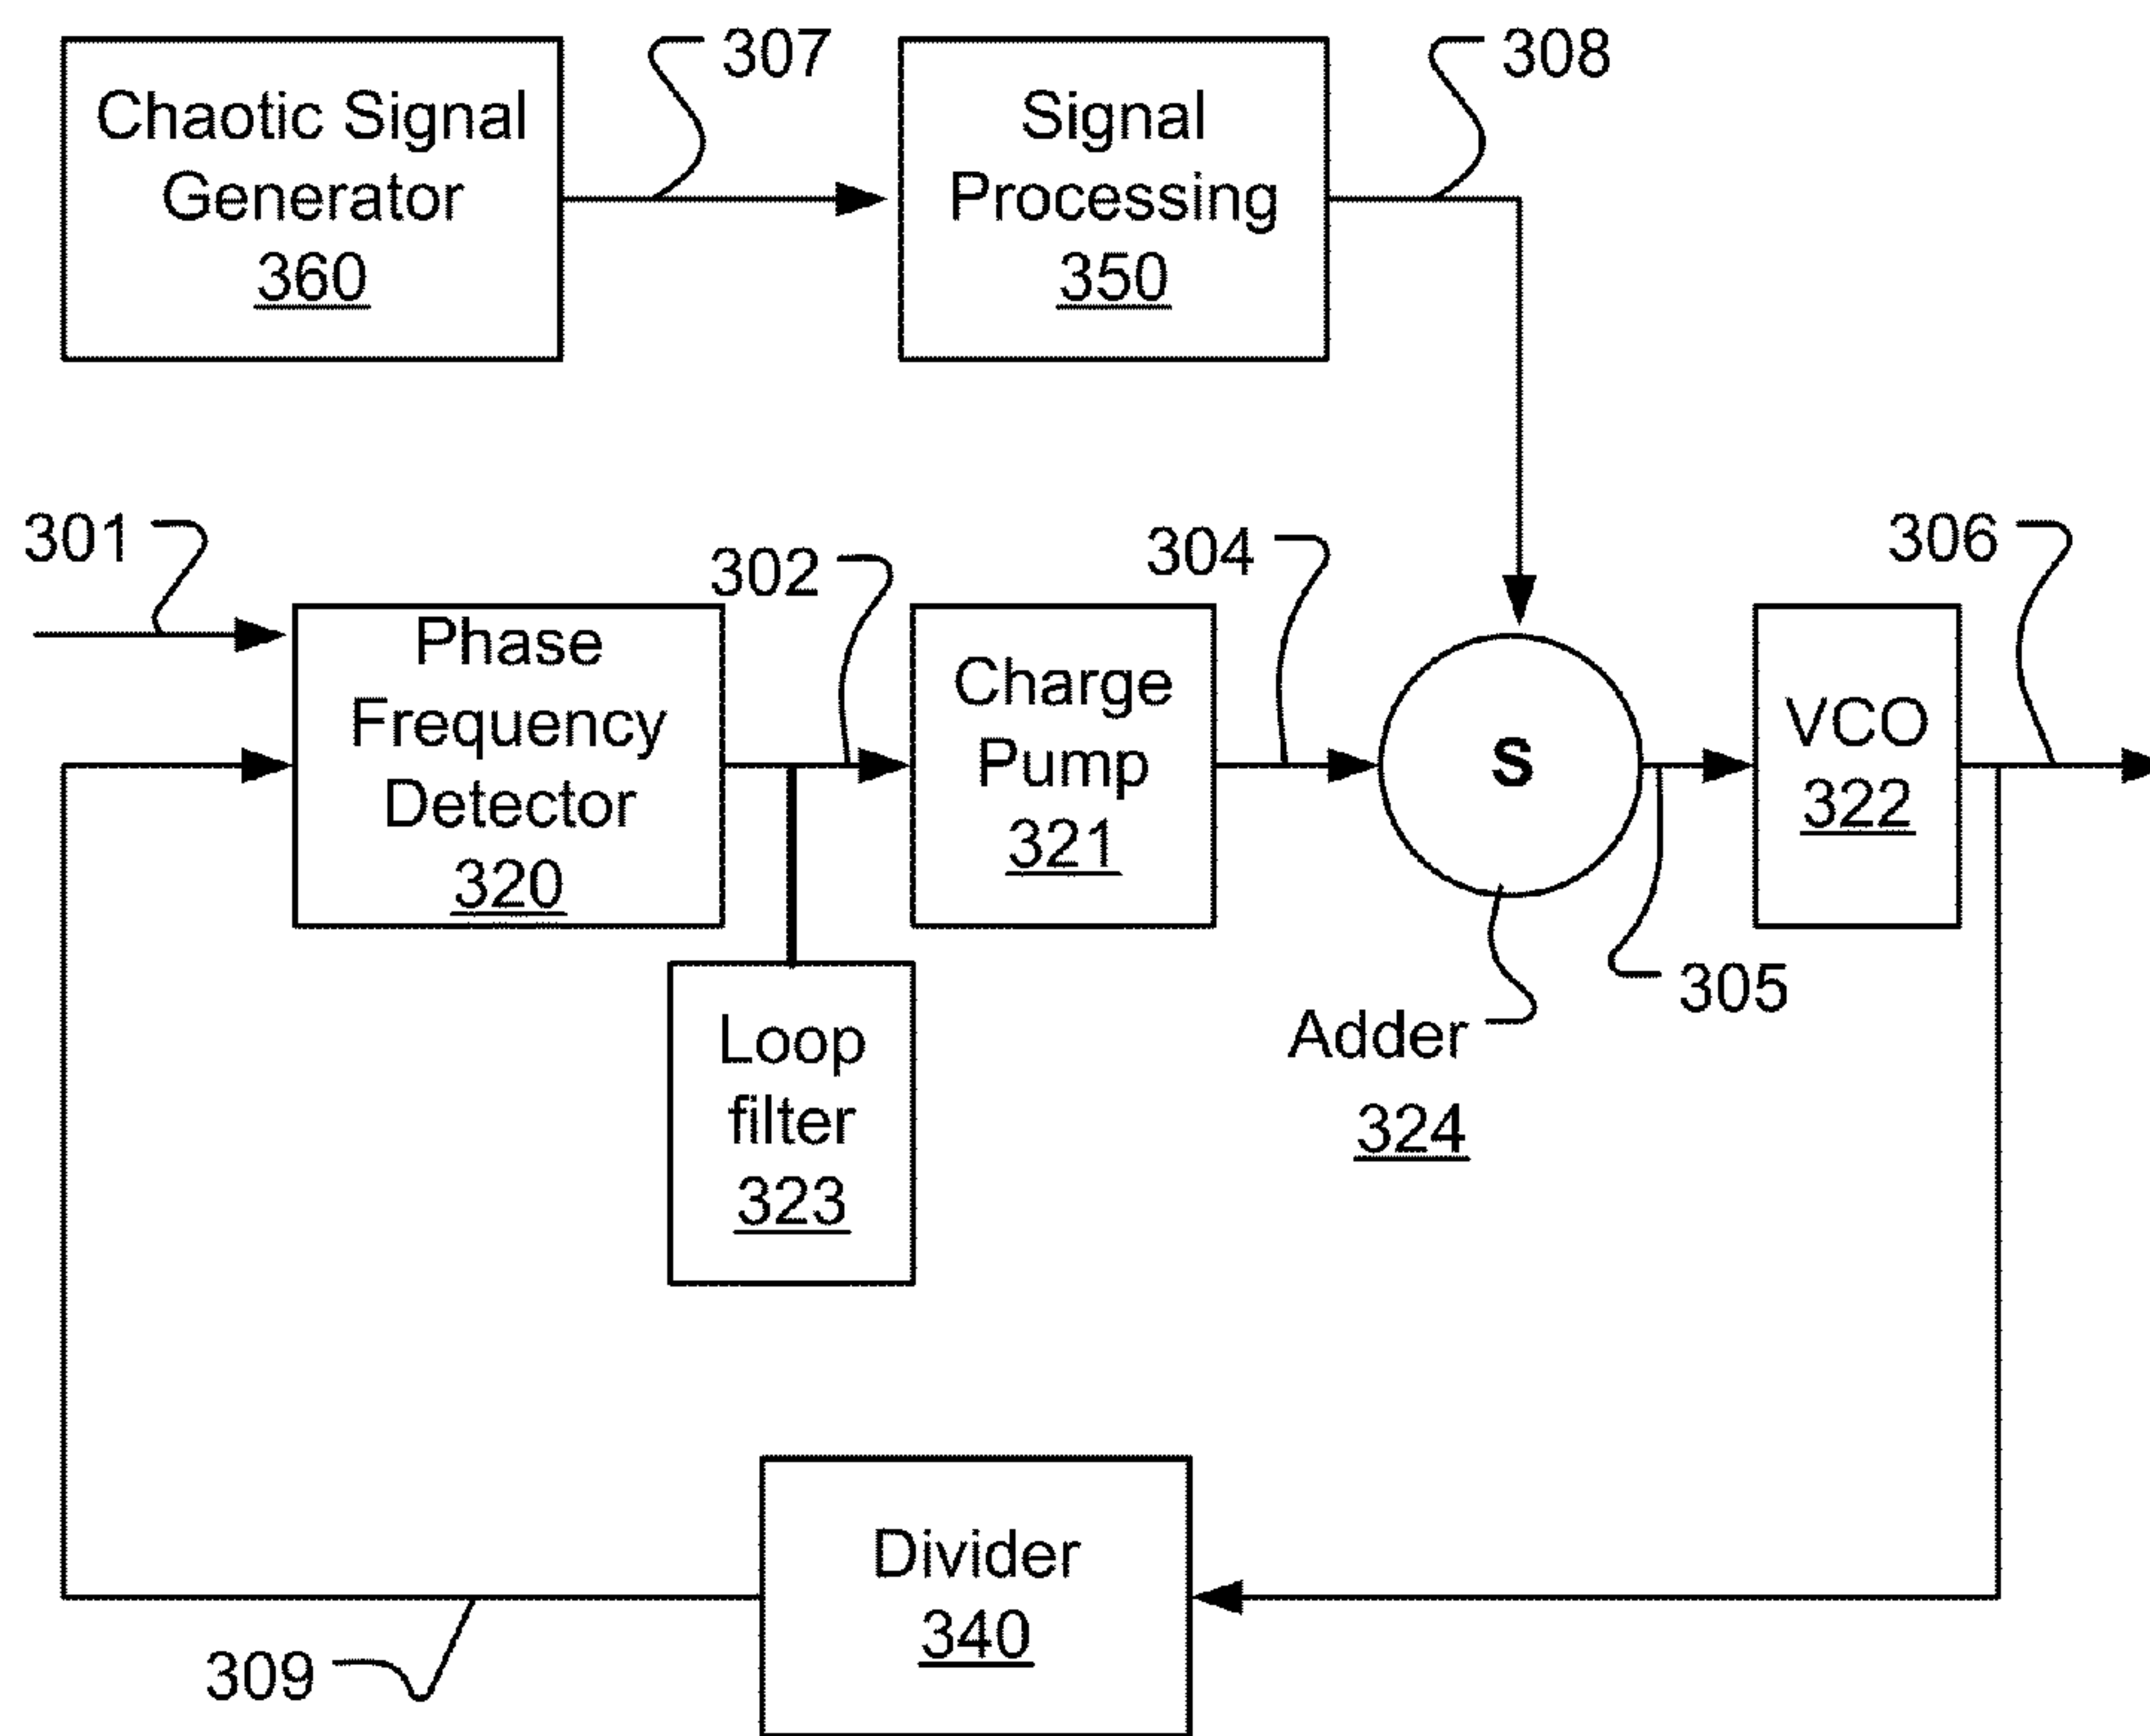 Chaotic Signal
Generator
360
307
Signal
Processing
350
308
301
Phase
Frequency
Detector
320
302
Charge
Pump
321
304
S
VCO
322
306
305
Adder
324
Loop
filter
323
Divider
340
309